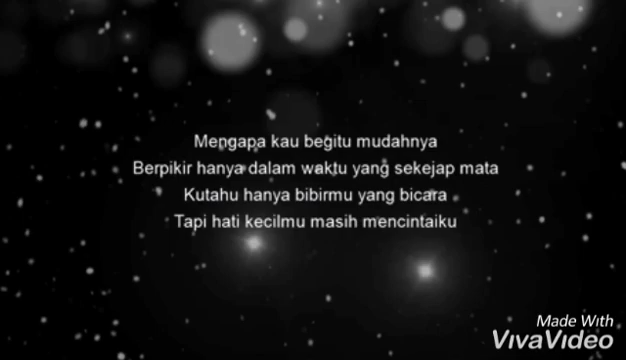 Mengapa kau begitu mudahnya
Berpikir hanya dalam waktu yang sekejap mata
Kutahu hanya bibirmu yang bicara
Tapi hati kecilmu masih mencintaiku
Made With
VivaVideo